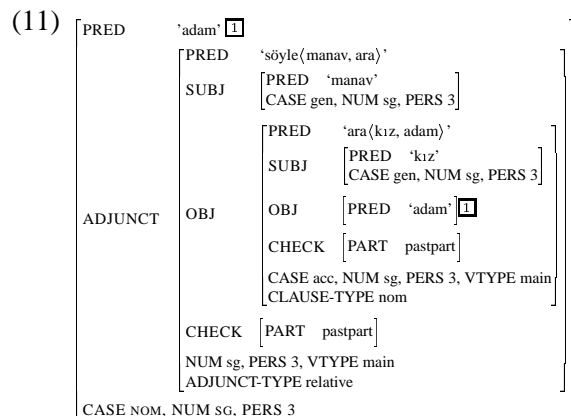 (11)
PRED 'adam' 1
PRED 'söyle⟨manav, ara⟩'
SUBJ PRED 'manav'
CASE gen, NUM sg, PERS 3
PRED 'ara⟨kız, adam⟩'
SUBJ PRED 'kız'
CASE gen, NUM sg, PERS 3
ADJUNCT OBJ OBJ PRED 'adam' 1
CHECK PART pastpart
CASE acc, NUM sg, PERS 3, VTYPE main
CLAUSE-TYPE nom
CHECK PART pastpart
NUM sg, PERS 3, VTYPE main
ADJUNCT-TYPE relative
CASE NOM, NUM SG, PERS 3